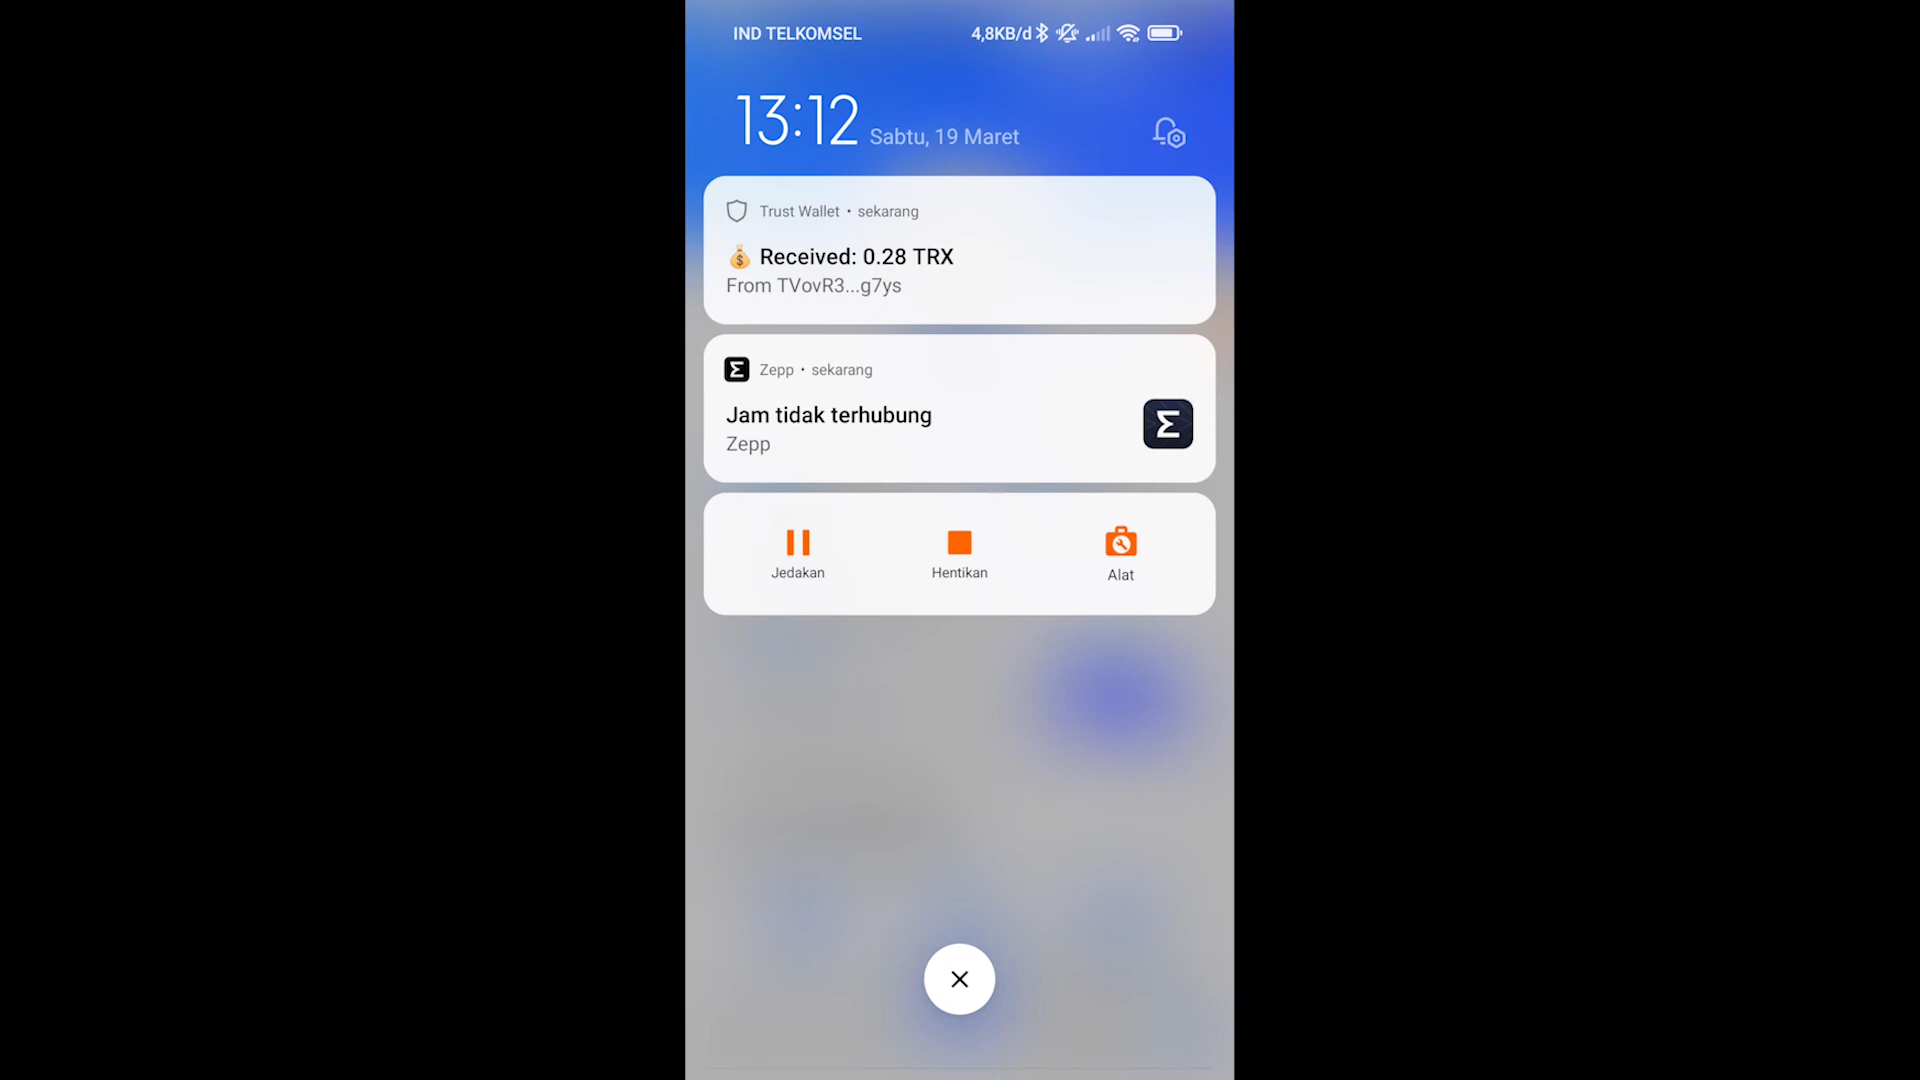 IND TELKOMSEL 4,8KB/d
13:12 Sabtu, 19 Maret
Trust Wallet • sekarang
💰 Received: 0.28 TRX
From TVovR3...g7ys
Zepp • sekarang
Jam tidak terhubung
Zepp
Jedakan Hentikan Alat